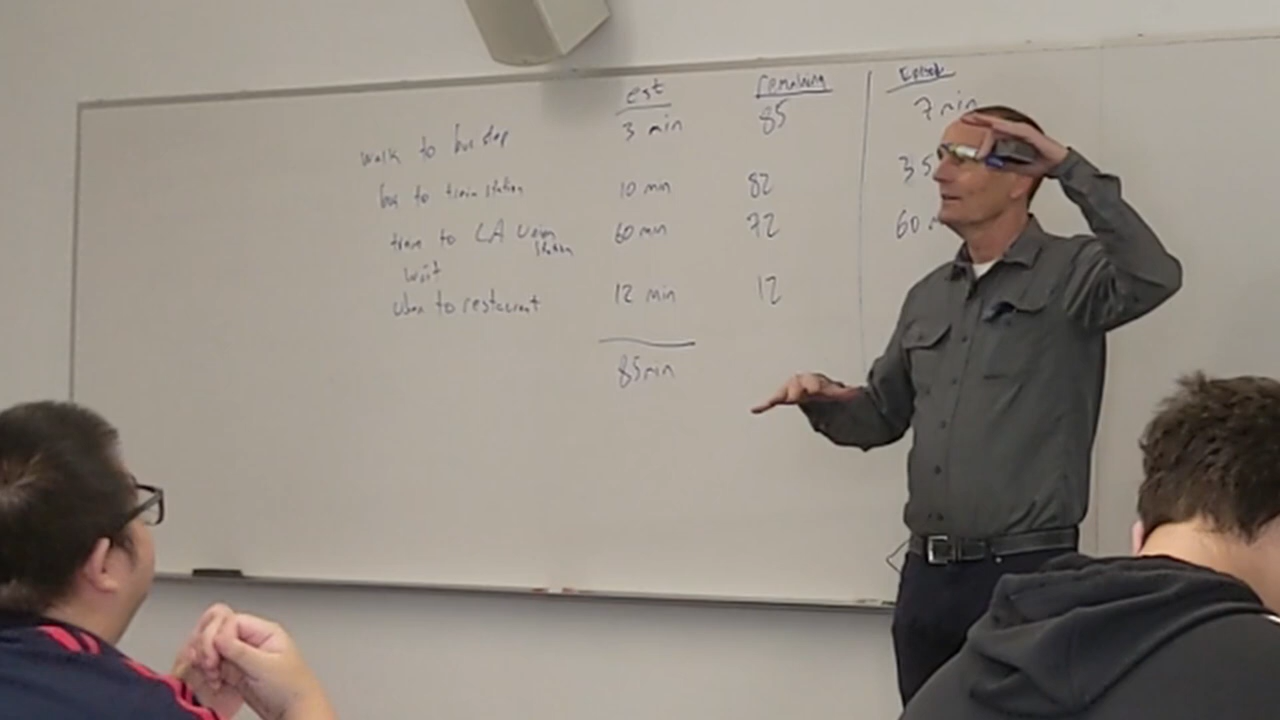 est remaining
walk to bus stop 3 min 85 7 min
bus to train station 10 min 82 35
train to LA Union Station 60 min 72 60
wait
uber to restaurant 12 min 12
85 min